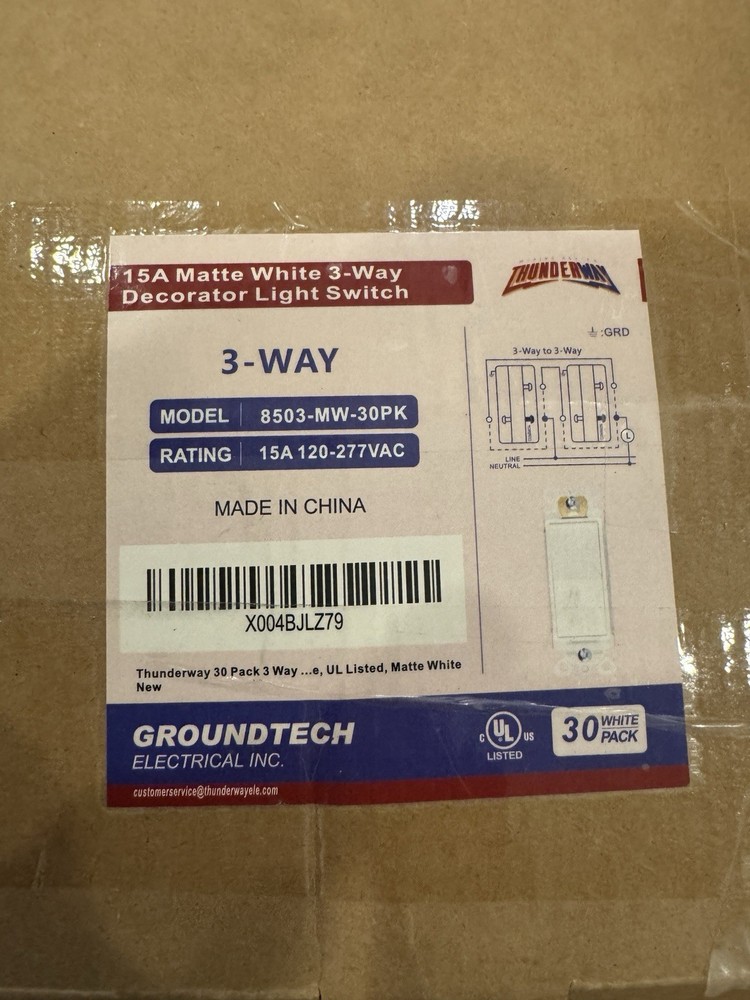 15A Matte White 3-Way
Decorator Light Switch
THUNDERWAY
3-WAY
MODEL 8503-MW-30PK
RATING 15A 120-277VAC
MADE IN CHINA
X004BJLZ79
Thunderway 30 Pack 3 Way ...e, UL Listed, Matte White
New
:GRD
3-Way to 3-Way
L
LINE
NEUTRAL
GROUNDTECH
ELECTRICAL INC.
customerservice@thunderwayele.com
C UL US
LISTED
30 WHITE
PACK